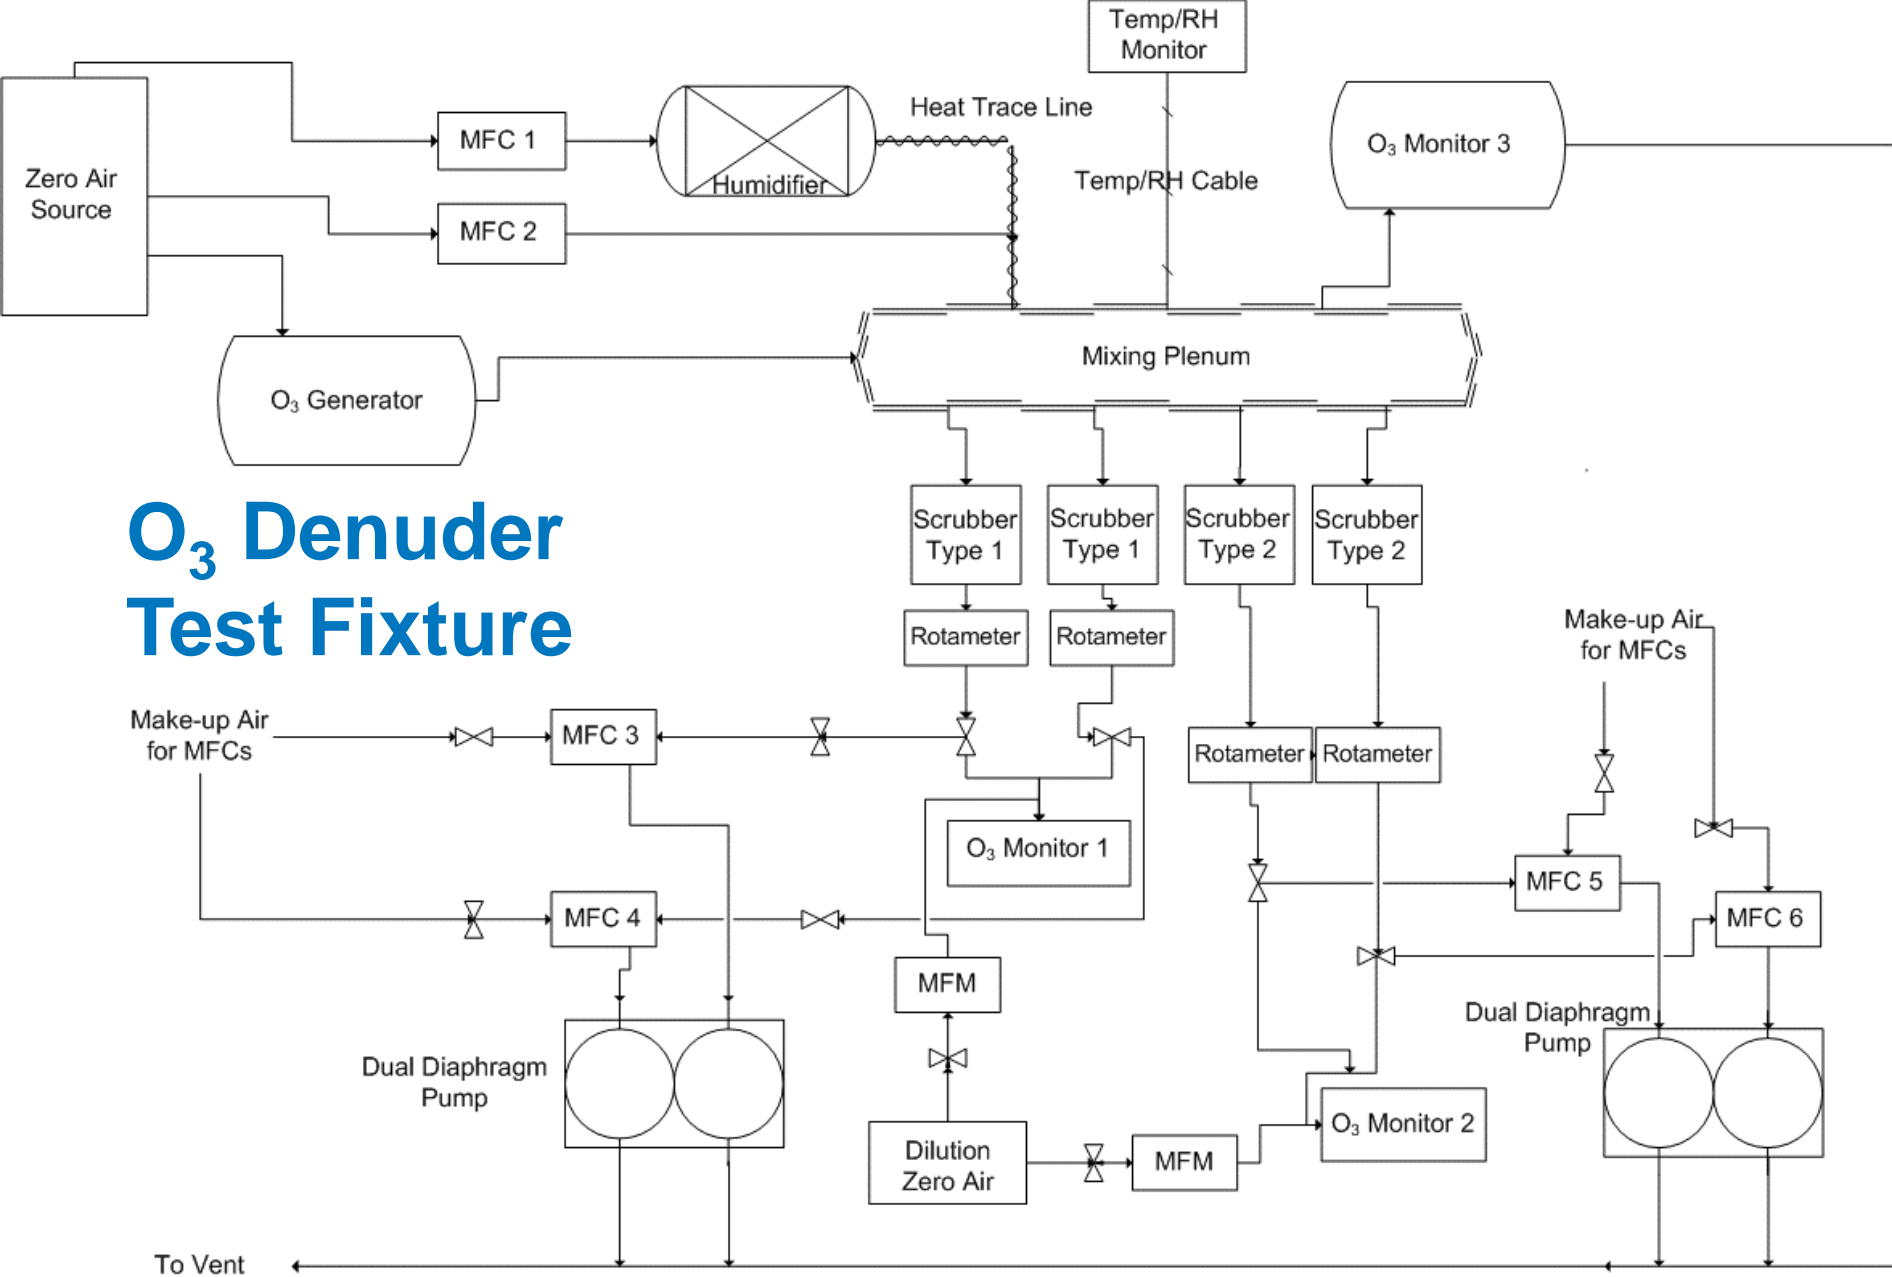 Temp/RH
Monitor
Heat Trace Line
O₃ Monitor 3
MFC 1
Zero Air
Source
Humidifier
Temp/RH Cable
MFC 2
Mixing Plenum
O₃ Generator
O₃ Denuder
Test Fixture
Scrubber
Type 1
Scrubber
Type 1
Scrubber
Type 2
Scrubber
Type 2
Rotameter
Rotameter
Make-up Air
for MFCs
Make-up Air
for MFCs
MFC 3
Rotameter
Rotameter
O₃ Monitor 1
MFC 5
MFC 4
MFC 6
MFM
Dual Diaphragm
Pump
Dual Diaphragm
Pump
O₃ Monitor 2
Dilution
Zero Air
MFM
To Vent